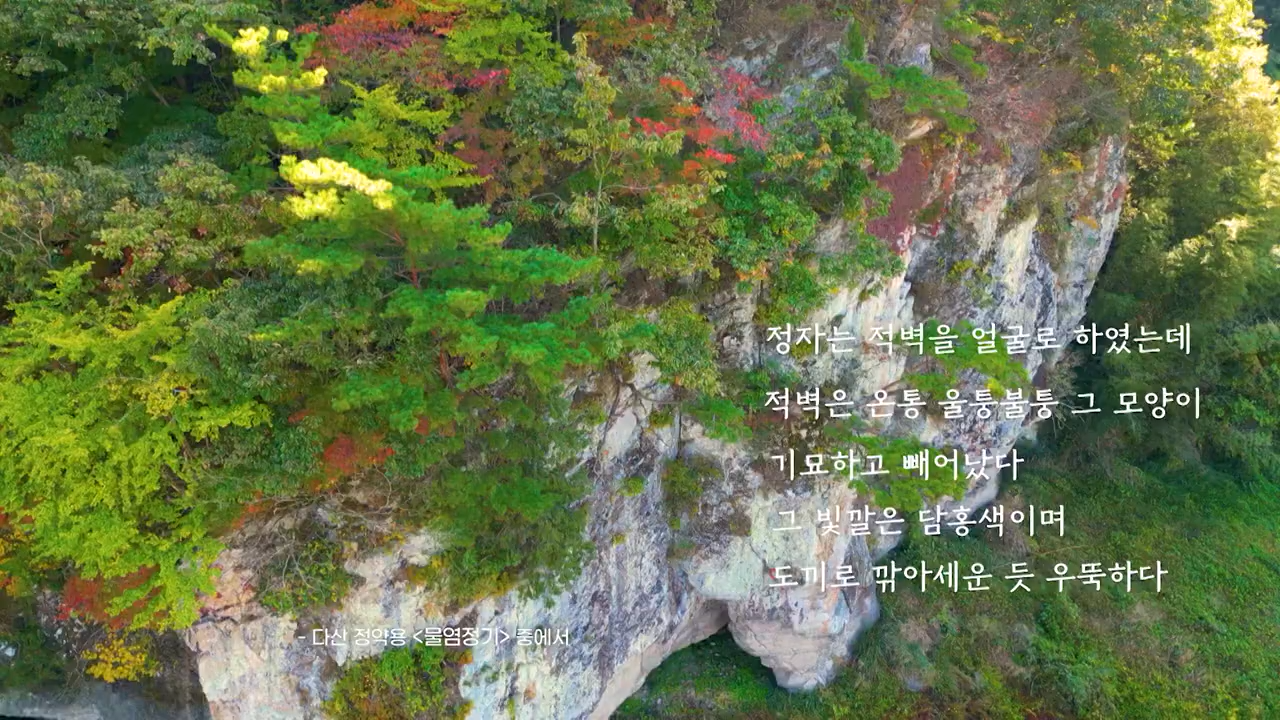 정자는 적벽을 얼굴로 하였는데
적벽은 온통 울퉁불퉁 그 모양이
기묘하고 빼어났다
그 빛깔은 담홍색이며
도끼로 깎아세운 듯 우뚝하다
- 다산 정약용 <물염정기> 중에서